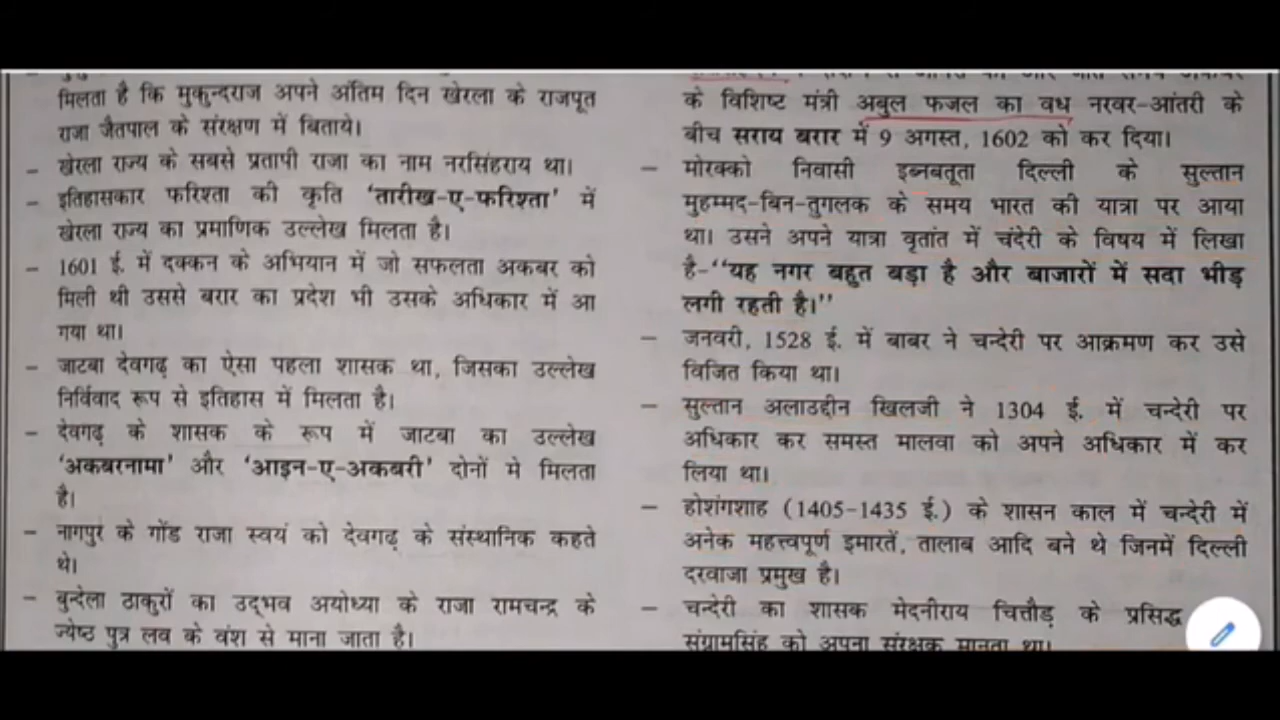 मिलता है कि मुकुन्दराज अपने अंतिम दिन खेरला के राजपूत
राजा जैतपाल के संरक्षण में बिताये।
– खेरला राज्य के सबसे प्रतापी राजा का नाम नरसिंहराय था।
– इतिहासकार फरिश्ता की कृति 'तारीख-ए-फरिश्ता' में
खेरला राज्य का प्रमाणिक उल्लेख मिलता है।
– 1601 ई. में दक्कन के अभियान में जो सफलता अकबर को
मिली थी उससे बरार का प्रदेश भी उसके अधिकार में आ
गया था।
– जाटबा देवगढ़ का ऐसा पहला शासक था, जिसका उल्लेख
निर्विवाद रूप से इतिहास में मिलता है।
– देवगढ़ के शासक के रूप में जाटबा का उल्लेख
'अकबरनामा' और 'आइन-ए-अकबरी' दोनों मे मिलता
है।
– नागपुर के गोंड राजा स्वयं को देवगढ़ के संस्थानिक कहते
थे।
– बुन्देला ठाकुरों का उद्भव अयोध्या के राजा रामचन्द्र के
ज्येष्ठ पुत्र लव के वंश से माना जाता है।
के विशिष्ट मंत्री अबुल फजल का वध नरवर-आंतरी के
बीच सराय बरार में 9 अगस्त, 1602 को कर दिया।
– मोरक्को निवासी इब्नबतूता दिल्ली के सुल्तान
मुहम्मद-बिन-तुगलक के समय भारत की यात्रा पर आया
था। उसने अपने यात्रा वृतांत में चंदेरी के विषय में लिखा
है-"यह नगर बहुत बड़ा है और बाजारों में सदा भीड़
लगी रहती है।"
– जनवरी, 1528 ई. में बाबर ने चन्देरी पर आक्रमण कर उसे
विजित किया था।
– सुल्तान अलाउद्दीन खिलजी ने 1304 ई. में चन्देरी पर
अधिकार कर समस्त मालवा को अपने अधिकार में कर
लिया था।
– होशंगशाह (1405-1435 ई.) के शासन काल में चन्देरी में
अनेक महत्त्वपूर्ण इमारतें, तालाब आदि बने थे जिनमें दिल्ली
दरवाजा प्रमुख है।
– चन्देरी का शासक मेदनीराय चित्तौड़ के प्रसिद्ध
संग्रामसिंह को अपना संरक्षक मानता था।